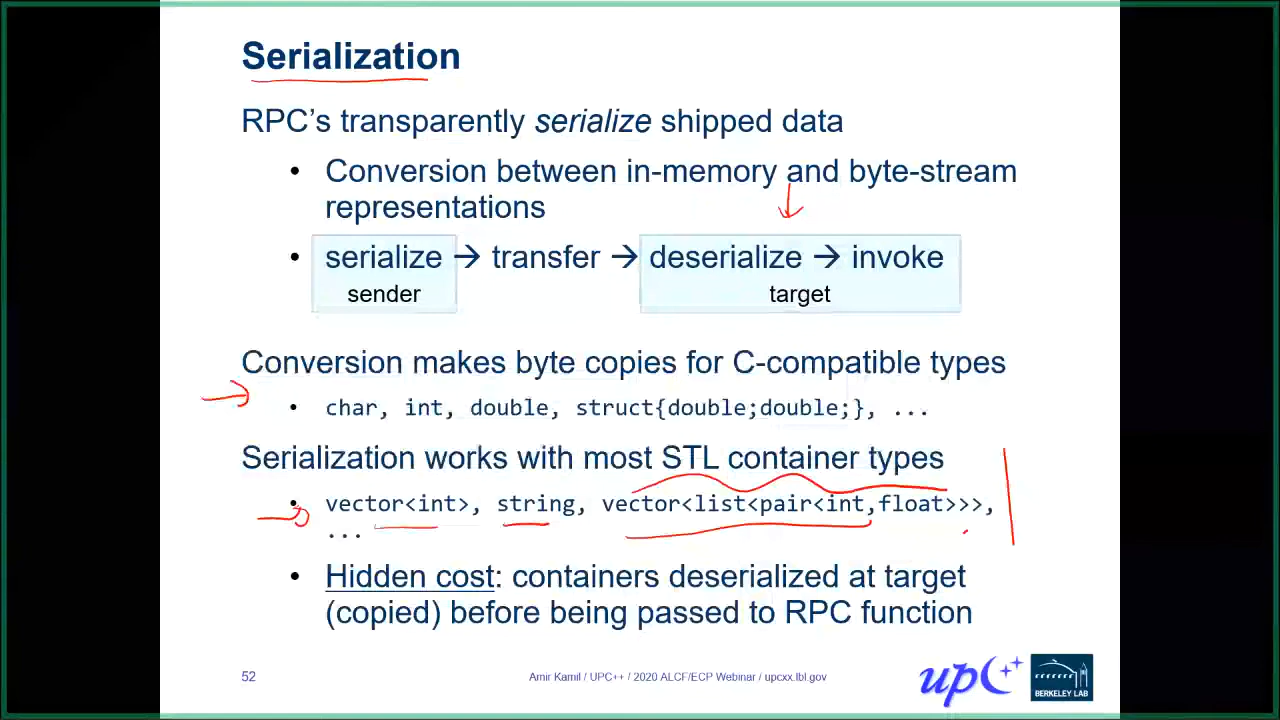 Serialization
RPC's transparently serialize shipped data
• Conversion between in-memory and byte-stream
representations
• serialize → transfer → deserialize → invoke
sender target
Conversion makes byte copies for C-compatible types
• char, int, double, struct{double;double;}, ...
Serialization works with most STL container types
• vector<int>, string, vector<list<pair<int,float>>>,
...
• Hidden cost: containers deserialized at target
(copied) before being passed to RPC function
52 Amir Kamil / UPC++ / 2020 ALCF/ECP Webinar / upcxx.lbl.gov
upC++
BERKELEY LAB